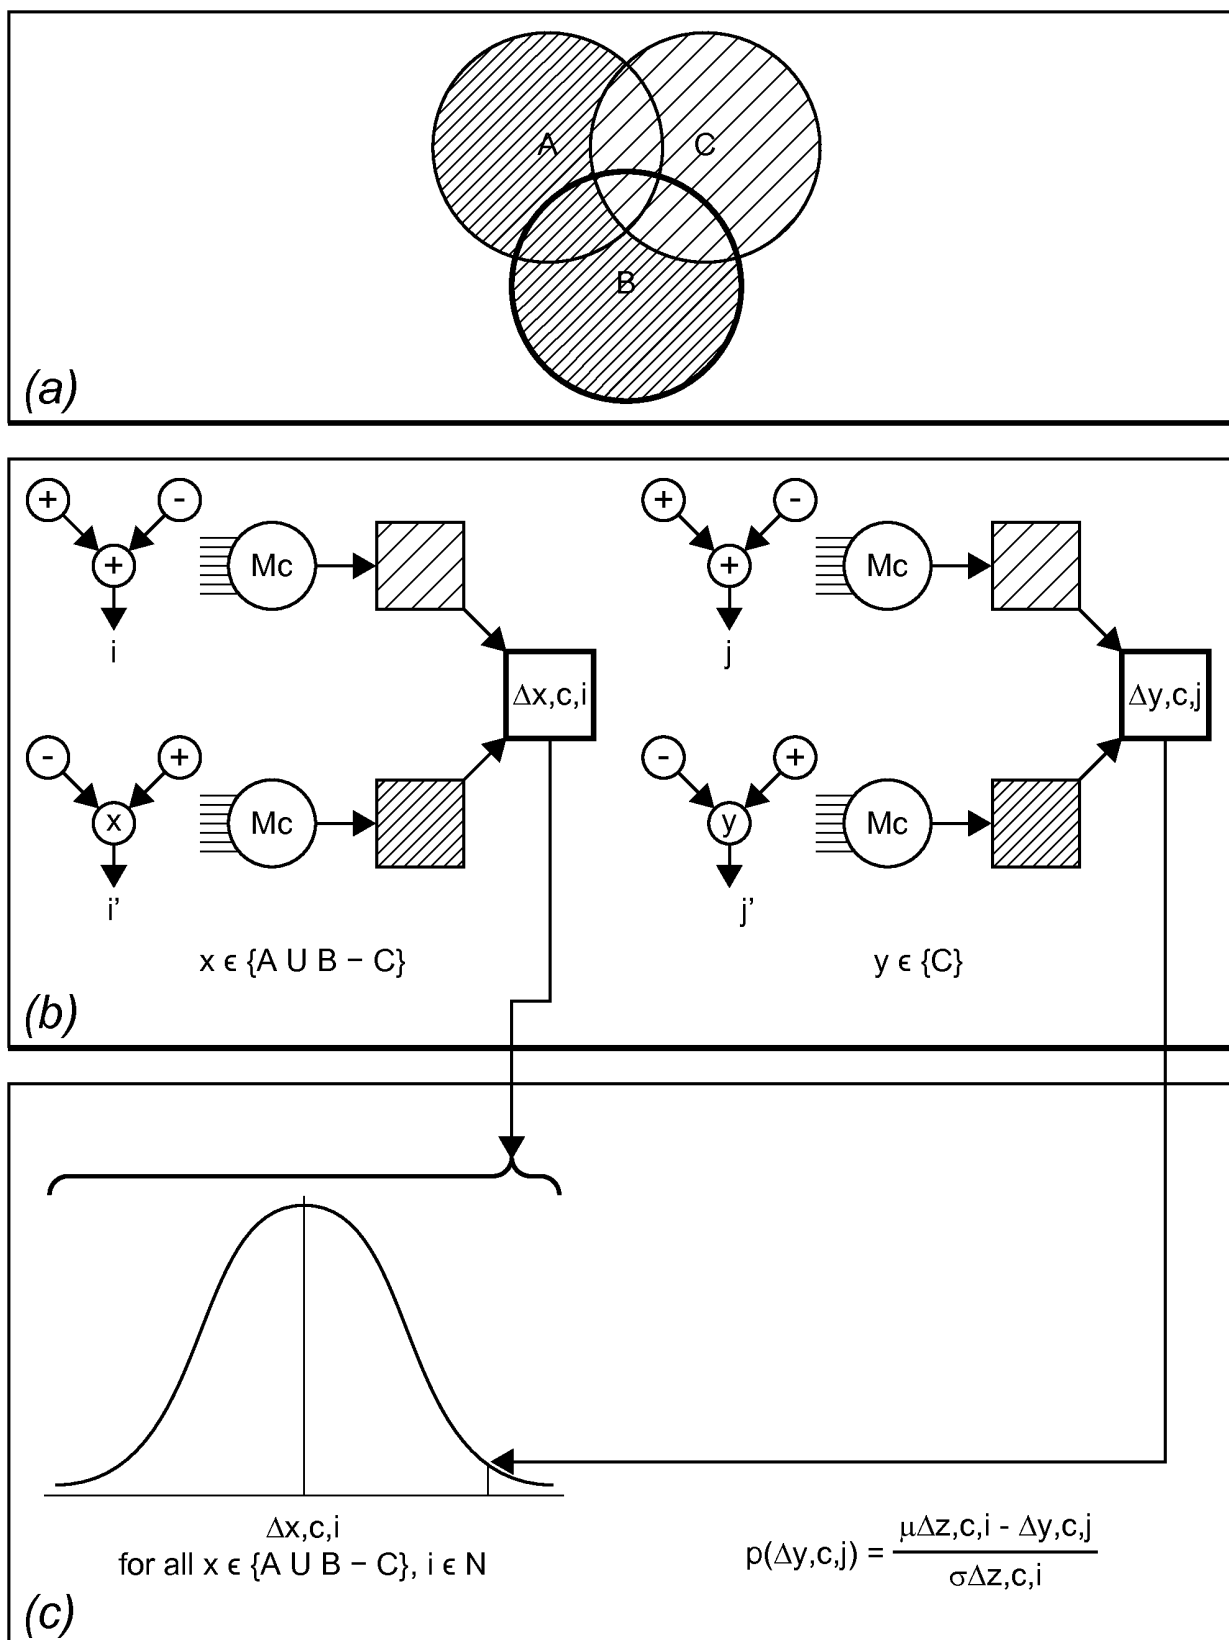 A
C
B
(a)
+ - + -
+ Mc + Mc
i j
Δx,c,i Δy,c,j
- + - +
x Mc y Mc
i’ j’
x ϵ {A U B − C} y ϵ {C}
(b)
Δx,c,i
for all x ϵ {A U B − C}, i ϵ N
p(Δy,c,j) = μΔz,c,i - Δy,c,j
σΔz,c,i
(c)